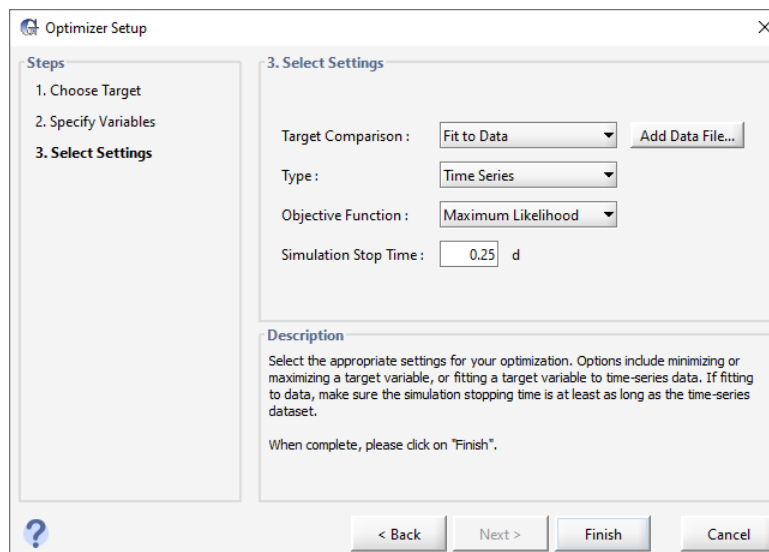 Optimizer Setup
Steps
1. Choose Target
2. Specify Variables
3. Select Settings
3. Select Settings
Target Comparison : Fit to Data Add Data File...
Type : Time Series
Objective Function : Maximum Likelihood
Simulation Stop Time : 0.25 d
Description
Select the appropriate settings for your optimization. Options include minimizing or
maximizing a target variable, or fitting a target variable to time-series data. If fitting
to data, make sure the simulation stopping time is at least as long as the time-series
dataset.
When complete, please click on "Finish".
? < Back Next > Finish Cancel